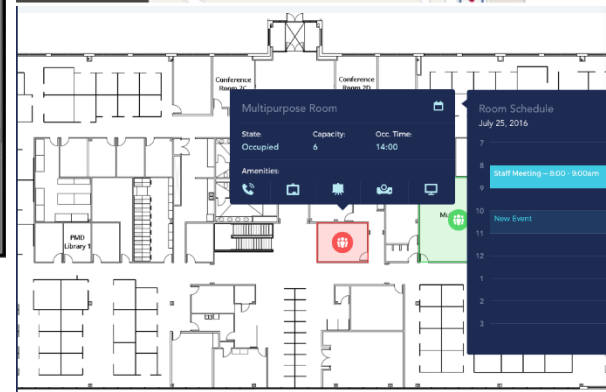 Conference
Room 2C
Conference
Room 2D
Multipurpose Room
State:
Capacity:
Occ. Time:
Occupied
6
14:00
Amenities:
Room Schedule
July 25, 2016
7
8
Staff Meeting — 8:00 - 9:00am
9
10
New Event
11
12
1
2
3
PMD
Library 1